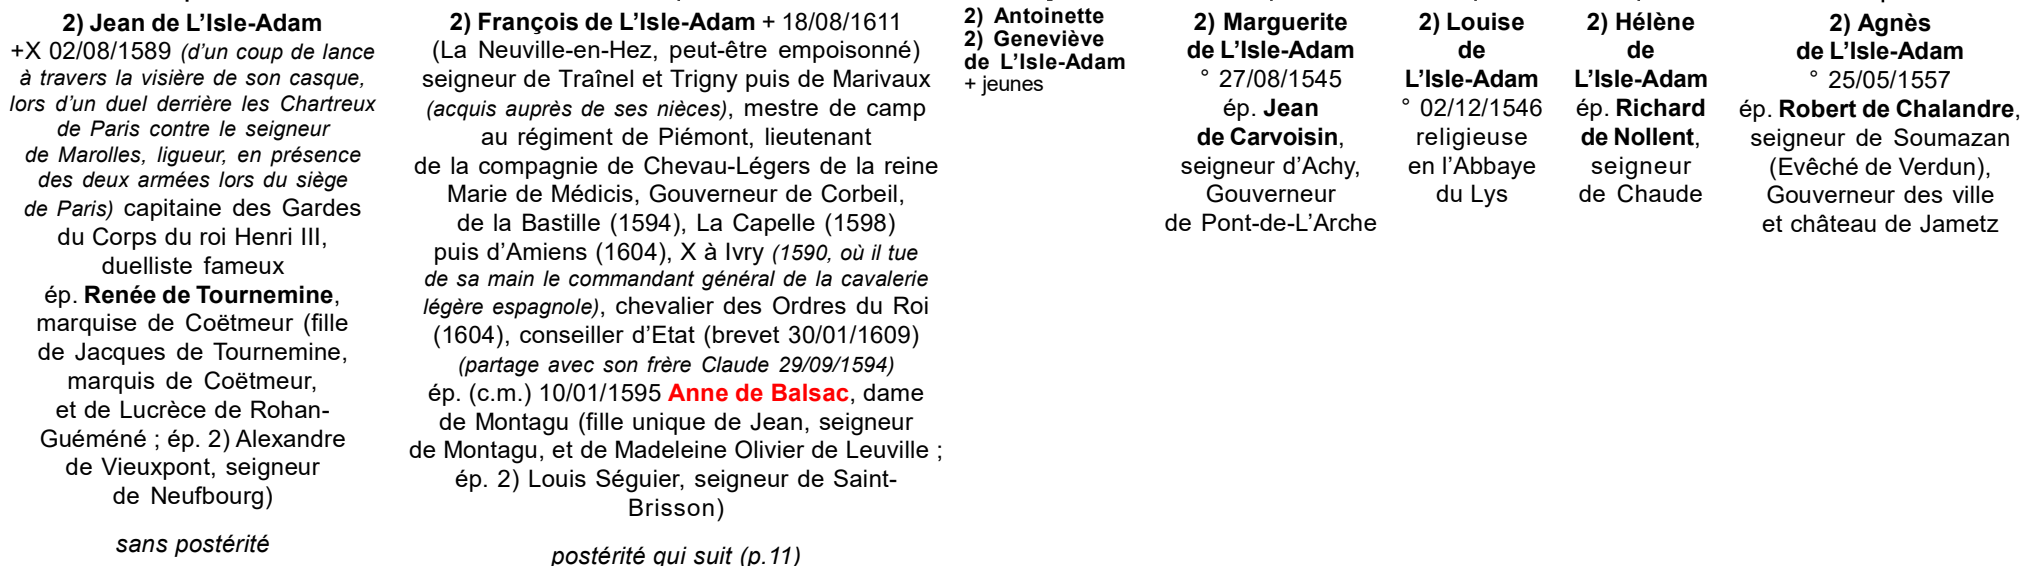 2) Jean de L'Isle-Adam
+X 02/08/1589 (d'un coup de lance
à travers la visière de son casque,
lors d'un duel derrière les Chartreux
de Paris contre le seigneur
de Marolles, ligueur, en présence
des deux armées lors du siège
de Paris) capitaine des Gardes
du Corps du roi Henri III,
duelliste fameux
ép. Renée de Tournemine,
marquise de Coëtmeur (fille
de Jacques de Tournemine,
marquis de Coëtmeur,
et de Lucrèce de Rohan-
Guéméné ; ép. 2) Alexandre
de Vieuxpont, seigneur
de Neufbourg)
sans postérité
2) François de L'Isle-Adam + 18/08/1611
(La Neuville-en-Hez, peut-être empoisonné)
seigneur de Traînel et Trigny puis de Marivaux
(acquis auprès de ses nièces), mestre de camp
au régiment de Piémont, lieutenant
de la compagnie de Chevau-Légers de la reine
Marie de Médicis, Gouverneur de Corbeil,
de la Bastille (1594), La Capelle (1598)
puis d'Amiens (1604), X à Ivry (1590, où il tue
de sa main le commandant général de la cavalerie
légère espagnole), chevalier des Ordres du Roi
(1604), conseiller d'Etat (brevet 30/01/1609)
(partage avec son frère Claude 29/09/1594)
ép. (c.m.) 10/01/1595 Anne de Balsac, dame
de Montagu (fille unique de Jean, seigneur
de Montagu, et de Madeleine Olivier de Leuville ;
ép. 2) Louis Séguier, seigneur de Saint-
Brisson)
postérité qui suit (p.11)
2) Antoinette
2) Geneviève
de L'Isle-Adam
+ jeunes
2) Marguerite
de L'Isle-Adam
° 27/08/1545
ép. Jean
de Carvoisin,
seigneur d'Achy,
Gouverneur
de Pont-de-L'Arche
2) Louise
de
L'Isle-Adam
° 02/12/1546
religieuse
en l'Abbaye
du Lys
2) Hélène
de
L'Isle-Adam
ép. Richard
de Nollent,
seigneur
de Chaude
2) Agnès
de L'Isle-Adam
° 25/05/1557
ép. Robert de Chalandre,
seigneur de Soumazan
(Evêché de Verdun),
Gouverneur des ville
et château de Jametz